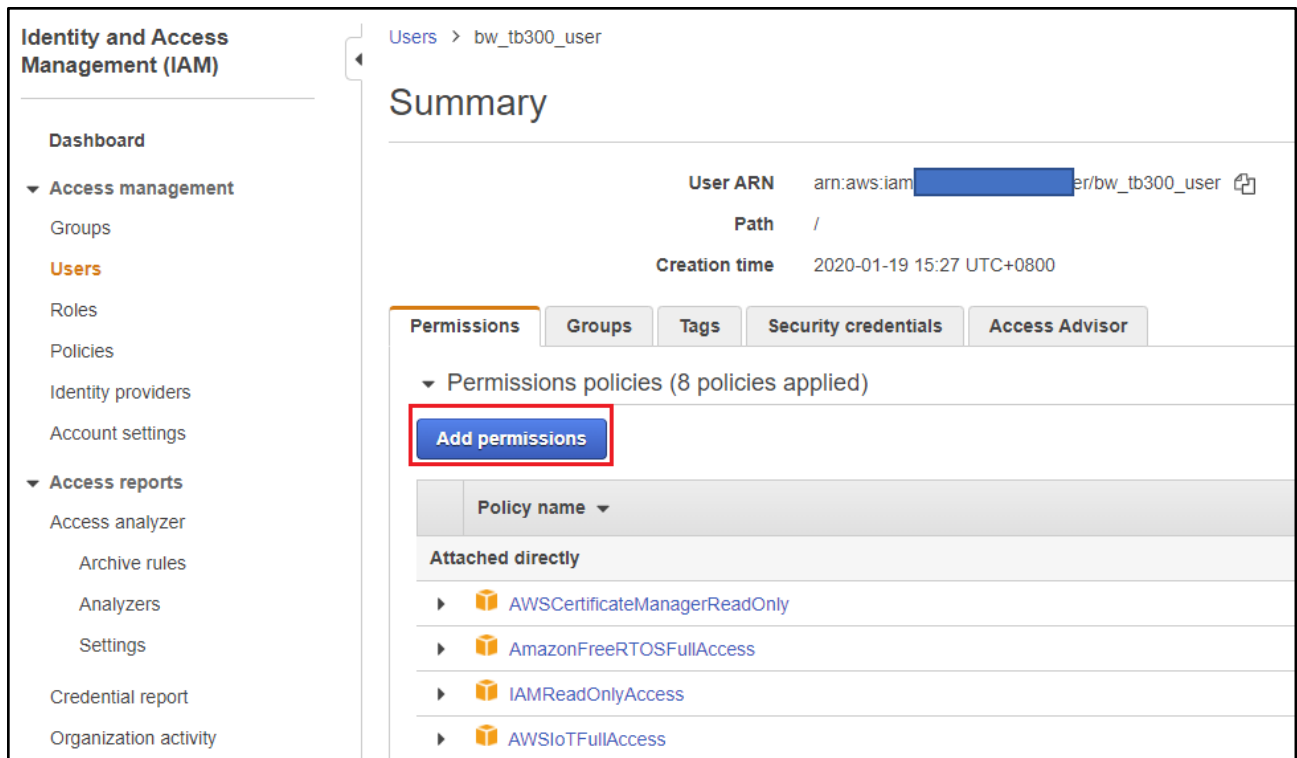 Identity and Access
Management (IAM)
Dashboard
Access management
Groups
Users
Roles
Policies
Identity providers
Account settings
Access reports
Access analyzer
Archive rules
Analyzers
Settings
Credential report
Organization activity
Users > bw_tb300_user
Summary
User ARN arn:aws:iam er/bw_tb300_user
Path /
Creation time 2020-01-19 15:27 UTC+0800
Permissions Groups Tags Security credentials Access Advisor
Permissions policies (8 policies applied)
Add permissions
Policy name
Attached directly
AWSCertificateManagerReadOnly
AmazonFreeRTOSFullAccess
IAMReadOnlyAccess
AWSIoTFullAccess